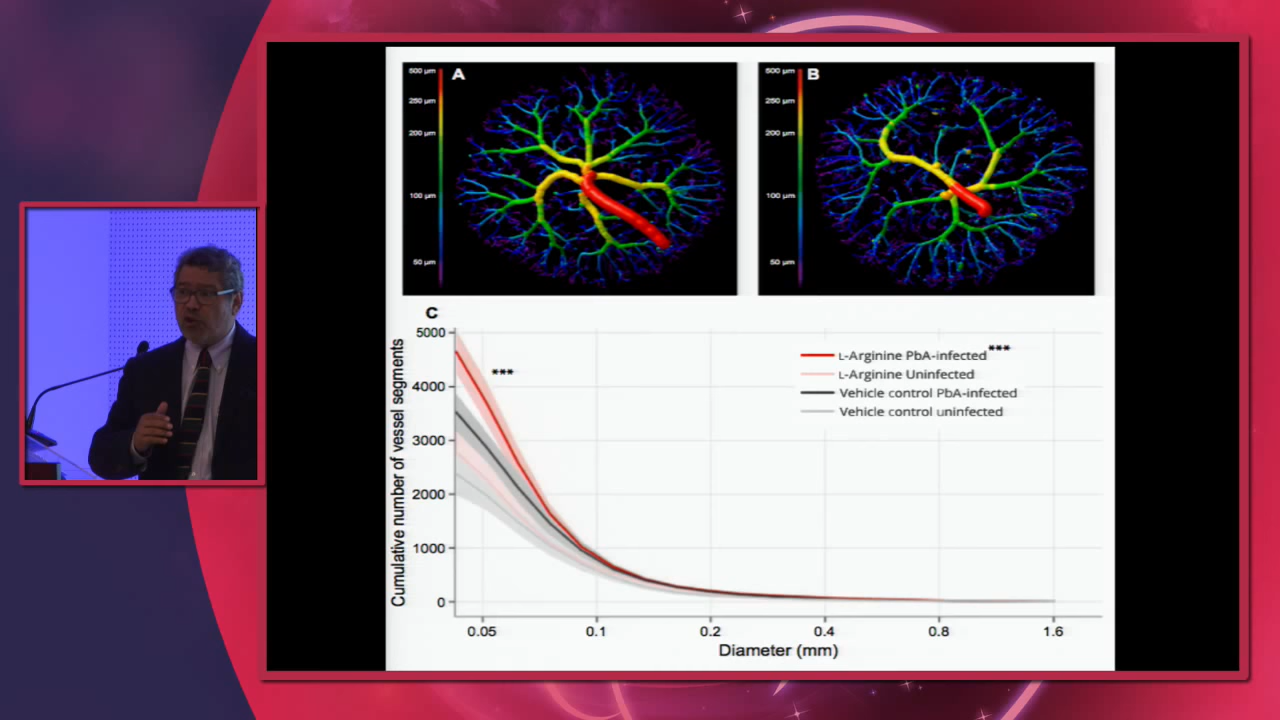 A
500 µm
250 µm
200 µm
100 µm
50 µm
B
500 µm
250 µm
200 µm
100 µm
50 µm
C
Cumulative number of vessel segments
5000
4000
3000
2000
1000
0
***
L-Arginine PbA-infected***
L-Arginine Uninfected
Vehicle control PbA-infected
Vehicle control uninfected
0.05 0.1 0.2 0.4 0.8 1.6
Diameter (mm)